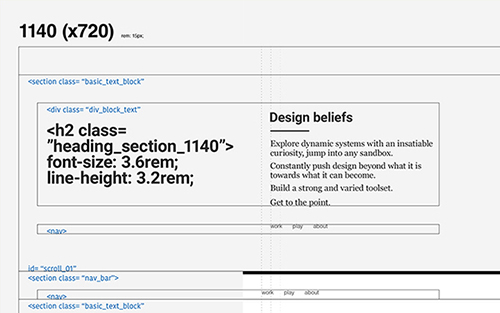 1140 (x720) rem: 15px;
<section class= “basic_text_block”
<div class= “div_block_text”
<h2 class=
”heading_section_1140”>
font-size: 3.6rem;
line-height: 3.2rem;
Design beliefs
Explore dynamic systems with an insatiable
curiosity, jump into any sandbox.
Constantly push design beyond what it is
towards what it can become.
Build a strong and varied toolset.
Get to the point.
<nav>
work play about
id= “scroll_01”
<section class= “nav_bar”>
<nav>
work play about
<section class= “basic_text_block”